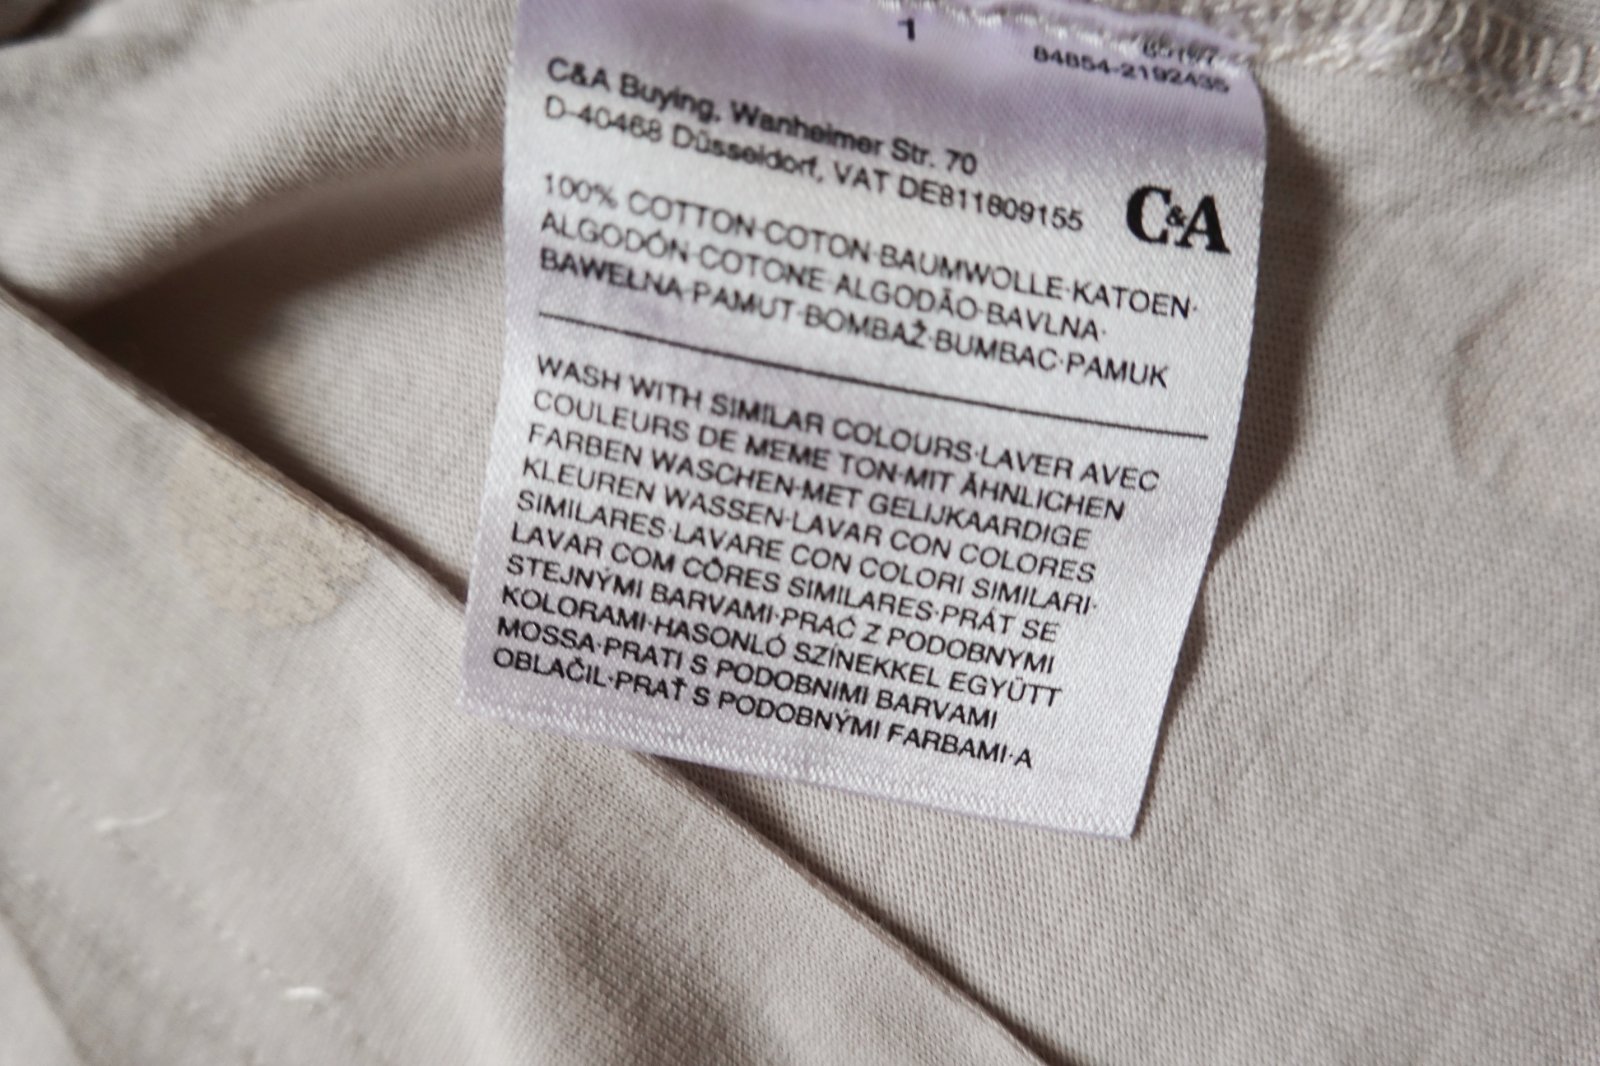 1
84854-2192435
C&A Buying, Wanheimer Str. 70
D-40468 Düsseldorf, VAT DE811809155
C&A
100% COTTON·COTON·BAUMWOLLE·KATOEN·
ALGODÓN·COTONE·ALGODÃO·BAVLNA·
BAWEŁNA·PAMUT·BOMBAŽ·BUMBAC·PAMUK
WASH WITH SIMILAR COLOURS·LAVER AVEC
COULEURS DE MEME TON·MIT ÄHNLICHEN
FARBEN WASCHEN·MET GELIJKAARDIGE
KLEUREN WASSEN·LAVAR CON COLORES
SIMILARES·LAVARE CON COLORI SIMILARI·
LAVAR COM CÔRES SIMILARES·PRÁT SE
STEJNÝMI BARVAMI·PRAĆ Z PODOBNYMI
KOLORAMI·HASONLÓ SZÍNEKKEL EGYÜTT
MOSSA·PRATI S PODOBNIMI BARVAMI
OBLAČIL·PRAŤ S PODOBNÝMI FARBAMI·A